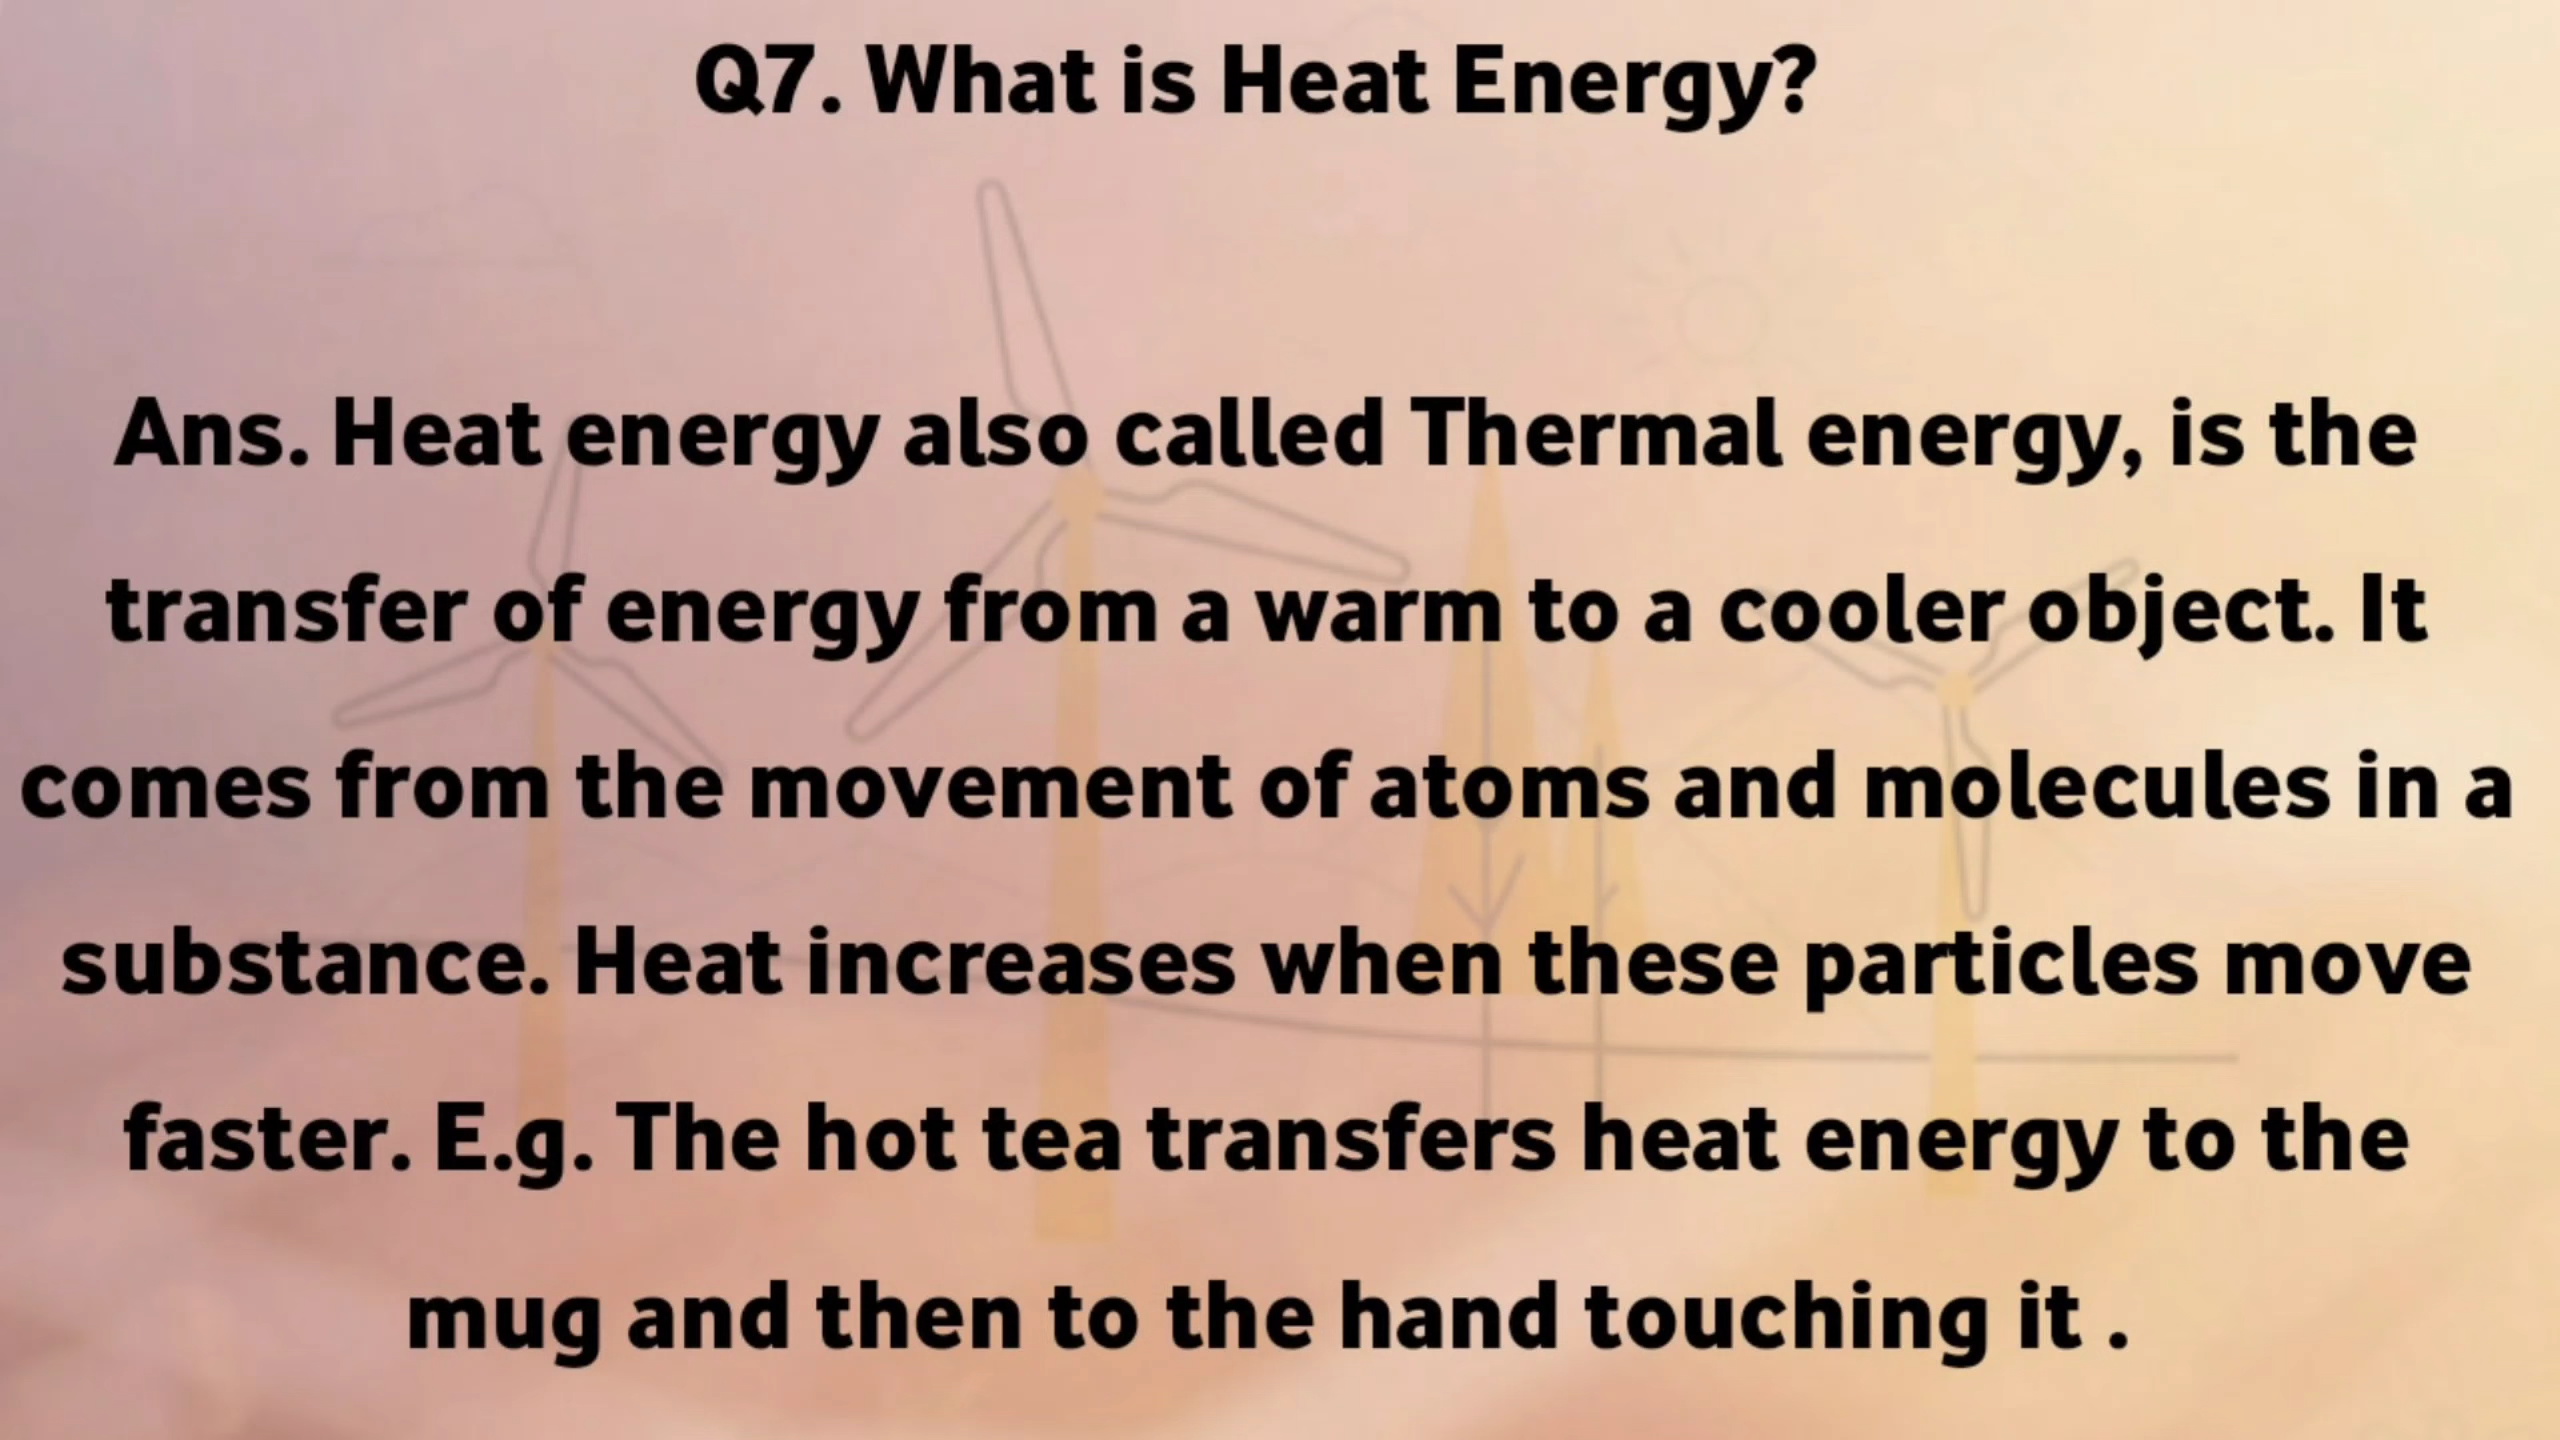 Q7. What is Heat Energy?
Ans. Heat energy also called Thermal energy, is the
transfer of energy from a warm to a cooler object. It
comes from the movement of atoms and molecules in a
substance. Heat increases when these particles move
faster. E.g. The hot tea transfers heat energy to the
mug and then to the hand touching it .